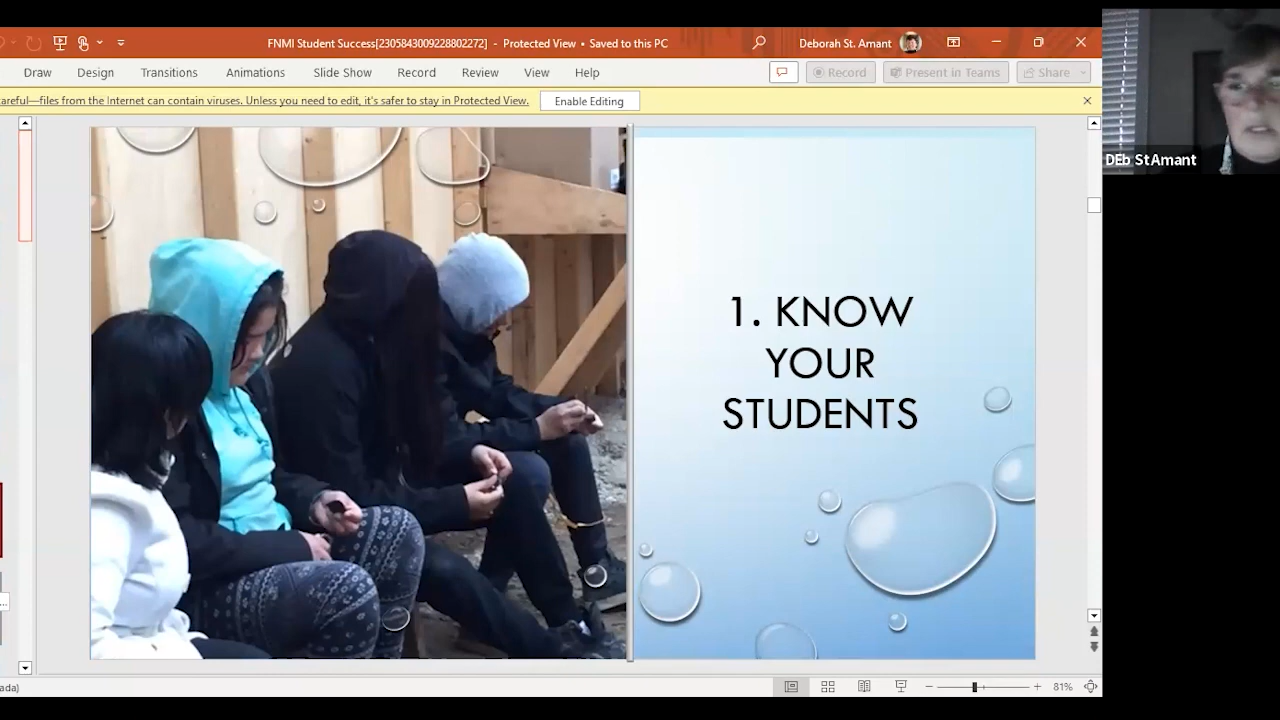 FNMI Student Success[2305843009228802272] - Protected View • Saved to this PC
Deborah St. Amant
Draw Design Transitions Animations Slide Show Record Review View Help
Record Present in Teams Share
careful—files from the Internet can contain viruses. Unless you need to edit, it's safer to stay in Protected View.
Enable Editing
DEb StAmant
1. KNOW
YOUR
STUDENTS
...
ada)
81%